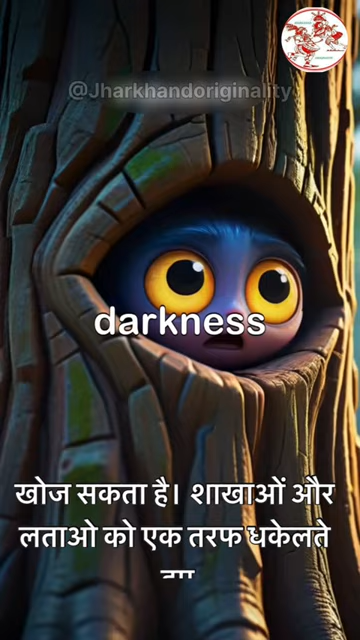 @Jharkhandoriginality
darkness
खोज सकता है। शाखाओं और
लताओ को एक तरफ धकेलते